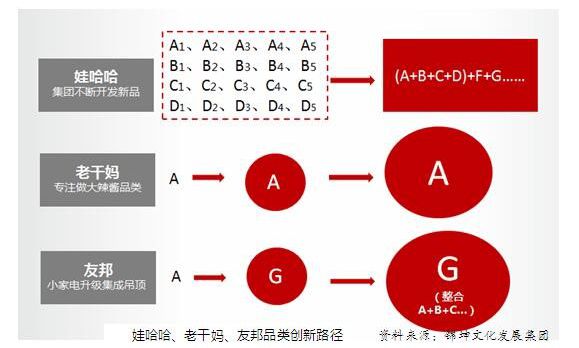 娃哈哈
集团不断开发新品
A1、A2、A3、A4、A5
B1、B2、B3、B4、B5
C1、C2、C3、C4、C5
D1、D2、D3、D4、D5
(A+B+C+D)+F+G......
老干妈
专注做大辣酱品类
A
A
A
友邦
小家电升级集成吊顶
A
G
G
（整合
A+B+C...）
娃哈哈、老干妈、友邦品类创新路径
资料来源：锦坤文化发展集团